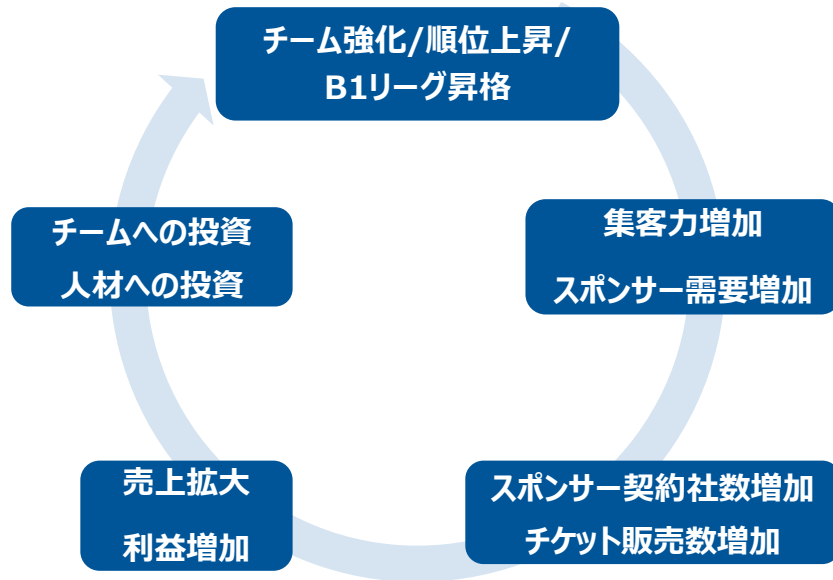 チーム強化/順位上昇/
B1リーグ昇格
集客力増加
スポンサー需要増加
スポンサー契約社数増加
チケット販売数増加
売上拡大
利益増加
チームへの投資
人材への投資